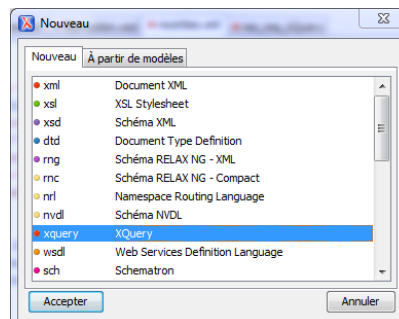 Nouveau
Nouveau À partir de modèles
xml Document XML
xsl XSL Stylesheet
xsd Schéma XML
dtd Document Type Definition
rng Schéma RELAX NG - XML
rnc Schéma RELAX NG - Compact
nrl Namespace Routing Language
nvdl Schéma NVDL
xquery XQuery
wsdl Web Services Definition Language
sch Schematron
Accepter Annuler